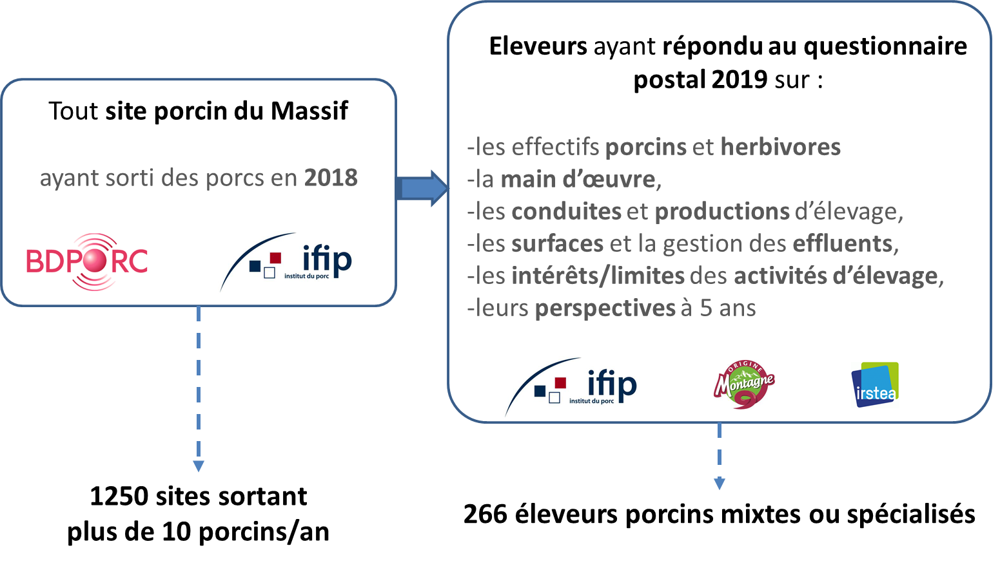 Tout site porcin du Massif
ayant sorti des porcs en 2018
BDPORC
ifip
institut du porc
Eleveurs ayant répondu au questionnaire
postal 2019 sur :
-les effectifs porcins et herbivores
-la main d’œuvre,
-les conduites et productions d’élevage,
-les surfaces et la gestion des effluents,
-les intérêts/limites des activités d’élevage,
-leurs perspectives à 5 ans
ifip
institut du porc
ORIGINE
Montagne
irstea
1250 sites sortant
plus de 10 porcins/an
266 éleveurs porcins mixtes ou spécialisés